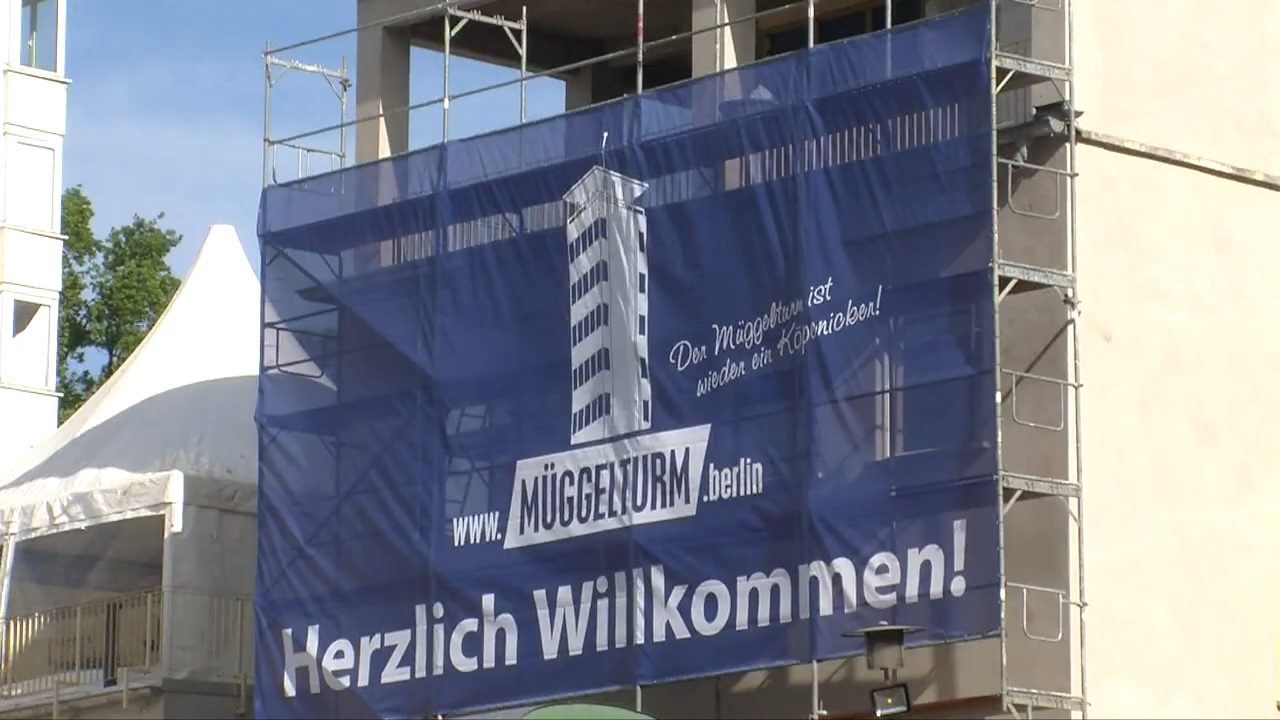 Der Müggelturm ist
wieder ein Köpenicker!
www.MÜGGELTURM.berlin
Herzlich Willkommen!